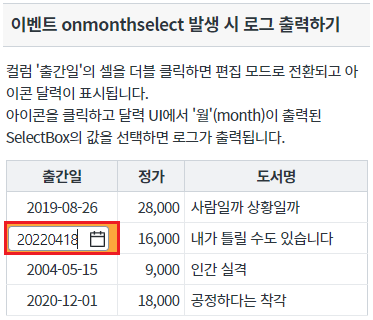 이벤트 onmonthselect 발생 시 로그 출력하기
컬럼 '출간일'의 셀을 더블 클릭하면 편집 모드로 전환되고 아
이콘 달력이 표시됩니다.
아이콘을 클릭하고 달력 UI에서 '월'(month)이 출력된
SelectBox의 값을 선택하면 로그가 출력됩니다.
출간일 정가 도서명
2019-08-26 28,000 사람일까 상황일까
20220418 16,000 내가 틀릴 수도 있습니다
2004-05-15 9,000 인간 실격
2020-12-01 18,000 공정하다는 착각